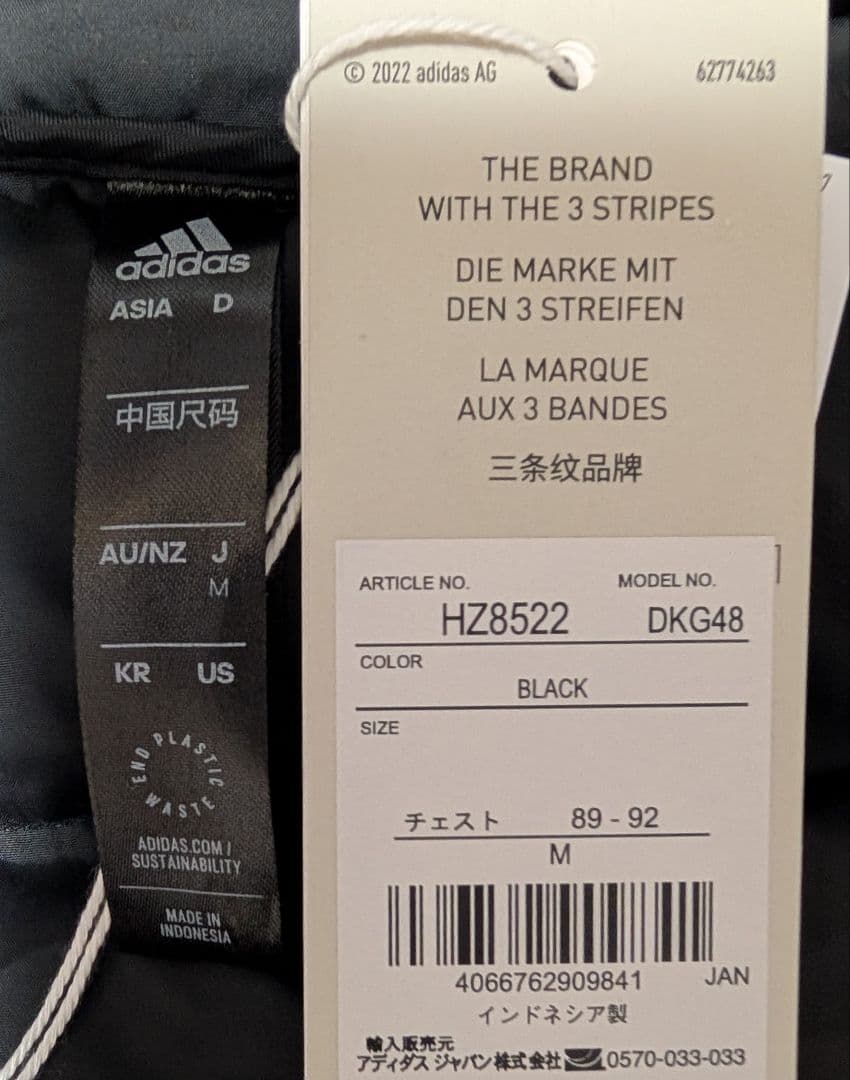 adidas
ASIA D
中国尺码
AU/NZ J
M
KR US
END PLASTIC WASTE
ADIDAS.COM /
SUSTAINABILITY
MADE IN
INDONESIA
© 2022 adidas AG 62774263
THE BRAND
WITH THE 3 STRIPES
DIE MARKE MIT
DEN 3 STREIFEN
LA MARQUE
AUX 3 BANDES
三条纹品牌
ARTICLE NO. MODEL NO.
HZ8522 DKG48
COLOR
BLACK
SIZE
チェスト 89 - 92
M
4066762909841 JAN
インドネシア製
輸入販売元
アディダス ジャパン株式会社 0570-033-033